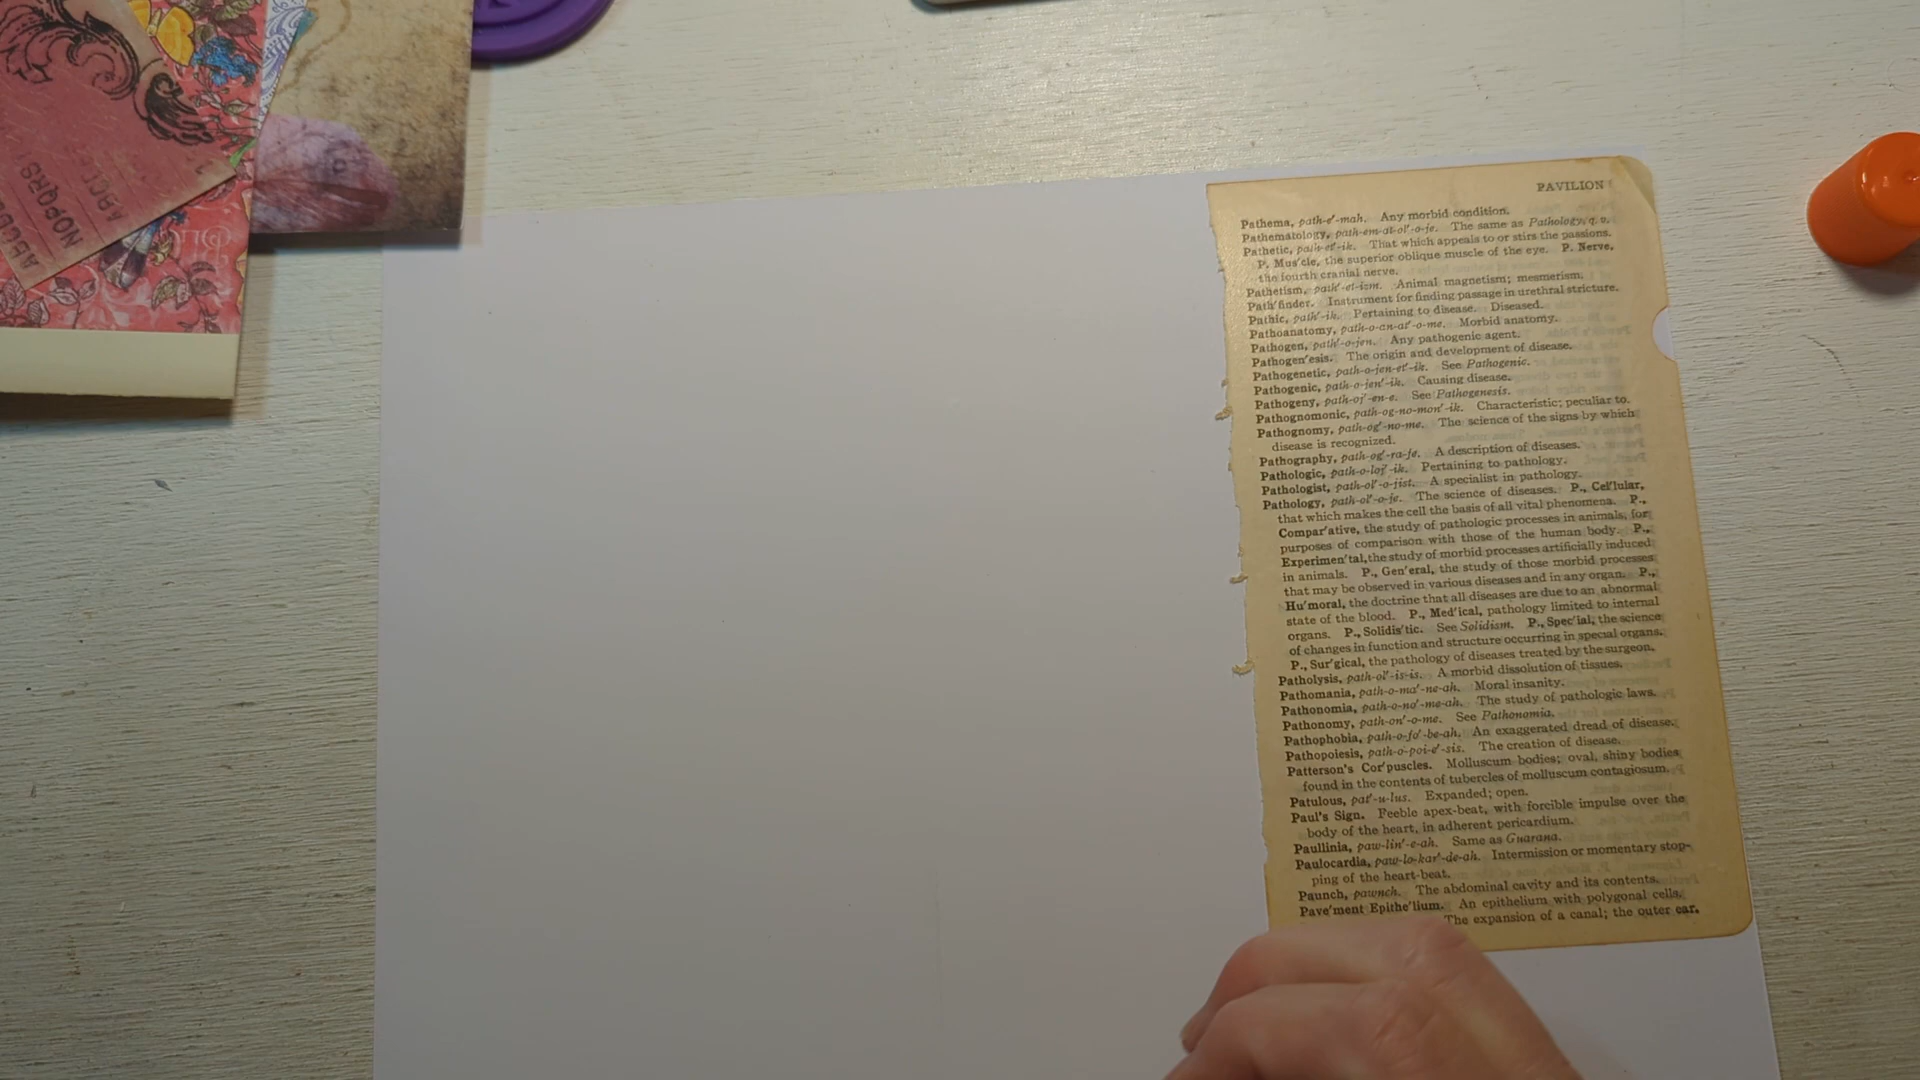 ABCD
NOPQRS
ABCD
PAVILION
Pathema, path-e'-mah. Any morbid condition.
Pathematology, path-em-at-ol'-o-je. The same as Pathology, q. v.
Pathetic, path-et'-ik. That which appeals to or stirs the passions.
P. Mus'cle, the superior oblique muscle of the eye. P. Nerve,
the fourth cranial nerve.
Pathetism, path'-et-ism. Animal magnetism; mesmerism.
Path'finder. Instrument for finding passage in urethral stricture.
Pathic, path'-ik. Pertaining to disease. Diseased.
Pathoanatomy, path-o-an-at'-o-me. Morbid anatomy.
Pathogen, path'-o-jen. Any pathogenic agent.
Pathogen'esis. The origin and development of disease.
Pathogenetic, path-o-jen-et'-ik. See Pathogenic.
Pathogenic, path-o-jen'-ik. Causing disease.
Pathogeny, path-oj'-en-e. See Pathogenesis.
Pathognomonic, path-og-no-mon'-ik. Characteristic; peculiar to.
Pathognomy, path-og'-no-me. The science of the signs by which
disease is recognized.
Pathography, path-og'-ra-fe. A description of diseases.
Pathologic, path-o-loj'-ik. Pertaining to pathology.
Pathologist, path-ol'-o-jist. A specialist in pathology.
Pathology, path-ol'-o-je. The science of diseases. P., Cel'lular,
that which makes the cell the basis of all vital phenomena. P.,
Compar'ative, the study of pathologic processes in animals, for
purposes of comparison with those of the human body. P.,
Experimen'tal, the study of morbid processes artificially induced
in animals. P., Gen'eral, the study of those morbid processes
that may be observed in various diseases and in any organ. P.,
Hu'moral, the doctrine that all diseases are due to an abnormal
state of the blood. P., Med'ical, pathology limited to internal
organs. P., Solidis'tic. See Solidism. P., Spec'ial, the science
of changes in function and structure occurring in special organs.
P., Sur'gical, the pathology of diseases treated by the surgeon.
Patholysis, path-ol'-is-is. A morbid dissolution of tissues.
Pathomania, path-o-ma'-ne-ah. Moral insanity.
Pathonomia, path-o-no'-me-ah. The study of pathologic laws.
Pathonomy, path-on'-o-me. See Pathonomia.
Pathophobia, path-o-fo'-be-ah. An exaggerated dread of disease.
Pathopoiesis, path-o-poi-e'-sis. The creation of disease.
Patterson's Cor'puscles. Molluscum bodies; oval, shiny bodies
found in the contents of tubercles of molluscum contagiosum.
Patulous, pat'-u-lus. Expanded; open.
Paul's Sign. Feeble apex-beat, with forcible impulse over the
body of the heart, in adherent pericardium.
Paullinia, paw-lin'-e-ah. Same as Guarana.
Paulocardia, paw-lo-kar'-de-ah. Intermission or momentary stop-
ping of the heart-beat.
Paunch, pawnch. The abdominal cavity and its contents.
Pave'ment Epithe'lium. An epithelium with polygonal cells.
The expansion of a canal; the outer ear.